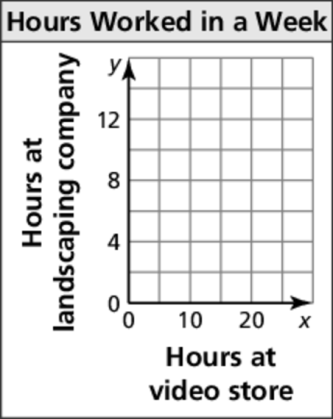 Hours Worked in a Week
Hours at
landscaping company
y
12
8
4
0
0 10 20 x
Hours at
video store